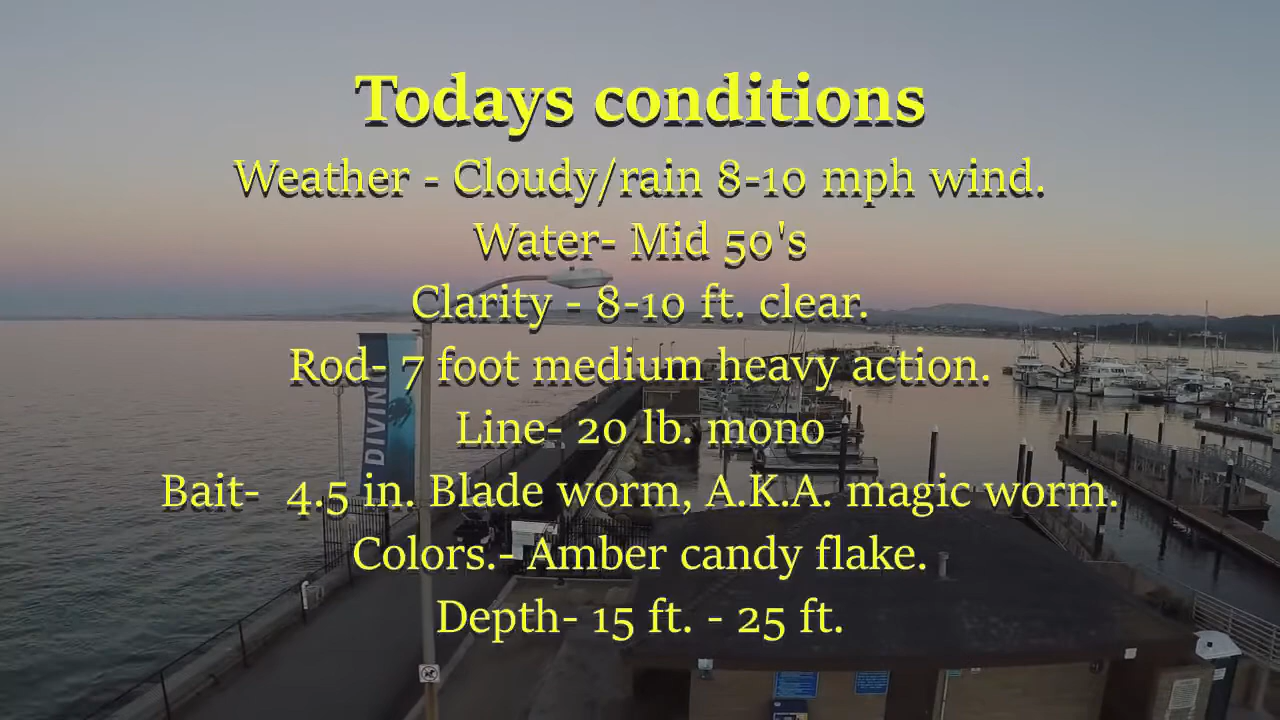 Todays conditions
Weather - Cloudy/rain 8-10 mph wind.
Water- Mid 50's
Clarity - 8-10 ft. clear.
Rod- 7 foot medium heavy action.
Line- 20 lb. mono
Bait-  4.5 in. Blade worm, A.K.A. magic worm.
Colors.- Amber candy flake.
Depth- 15 ft. - 25 ft.
DIVING